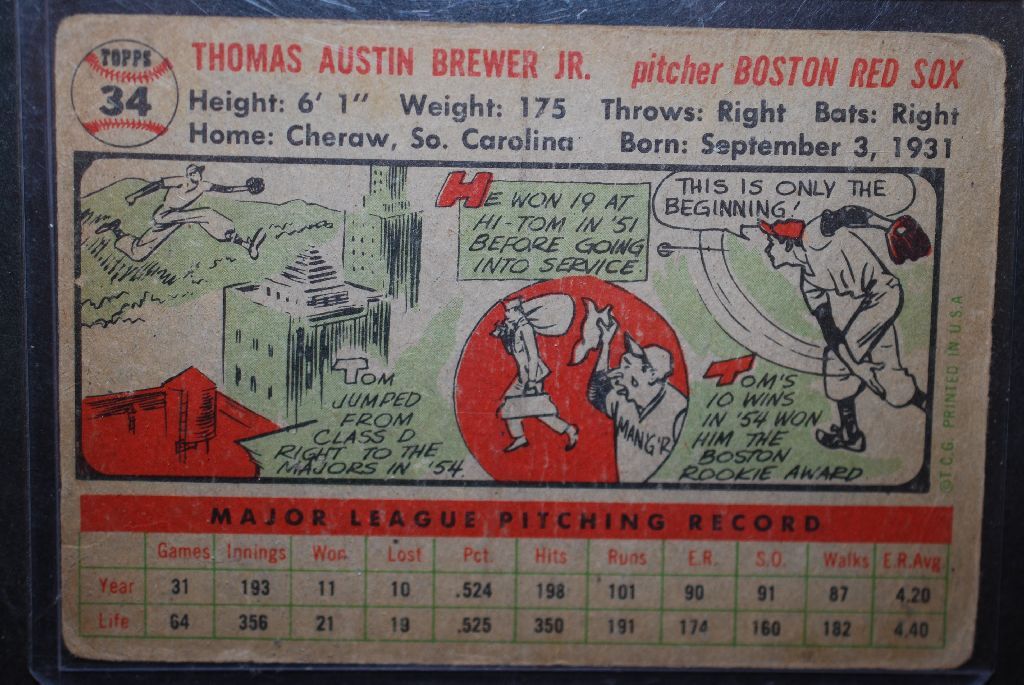 TOPPS
34
THOMAS AUSTIN BREWER JR. pitcher BOSTON RED SOX
Height: 6' 1" Weight: 175 Throws: Right Bats: Right
Home: Cheraw, So. Carolina Born: September 3, 1931
TOM
JUMPED
FROM
CLASS D
RIGHT TO THE
MAJORS IN '54.
HE WON 19 AT
HI-TOM IN '51
BEFORE GOING
INTO SERVICE.
MANG'R
THIS IS ONLY THE
BEGINNING!
TOM'S
10 WINS
IN '54 WON
HIM THE
BOSTON
ROOKIE AWARD
©T.C.G. PRINTED IN U.S.A.
MAJOR LEAGUE PITCHING RECORD
Games Innings Won Lost Pct. Hits Runs E.R. S.O. Walks E.R.Avg
Year 31 193 11 10 .524 198 101 90 91 87 4.20
Life 64 356 21 19 .525 350 191 174 160 182 4.40